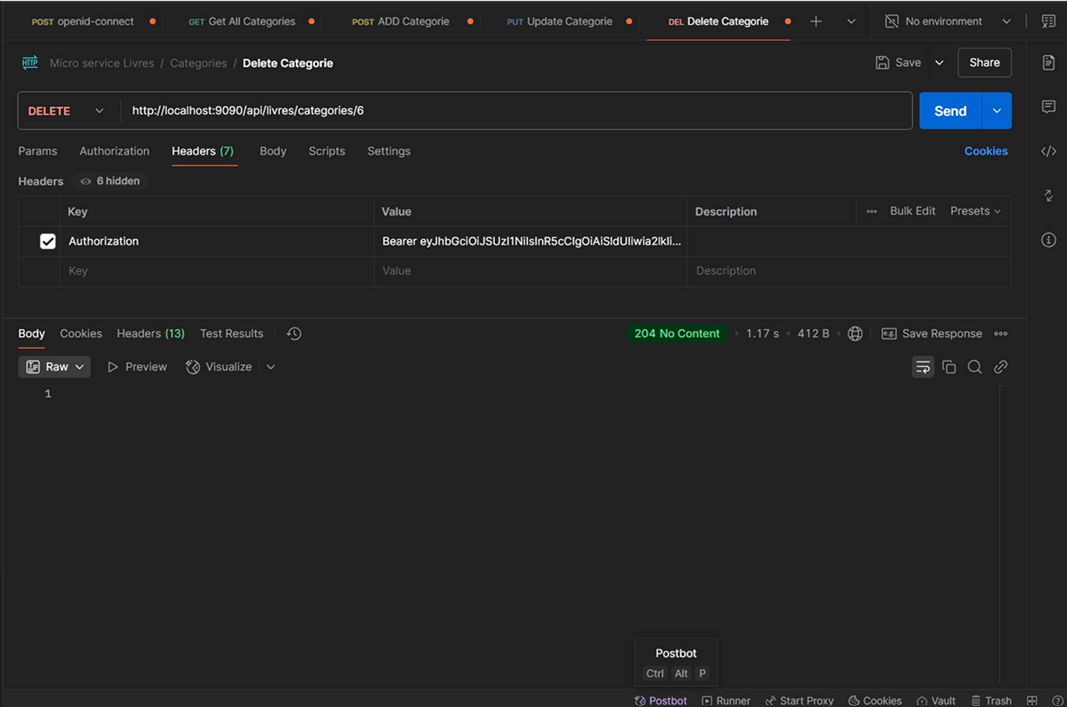 POST openid-connect GET Get All Categories POST ADD Categorie PUT Update Categorie DEL Delete Categorie No environment
HTTP Micro service Livres / Categories / Delete Categorie Save Share
DELETE http://localhost:9090/api/livres/categories/6 Send
Params Authorization Headers (7) Body Scripts Settings Cookies
Headers 6 hidden
Key Value Description ••• Bulk Edit Presets
Authorization Bearer eyJhbGciOiJSUzI1NiIsInR5cCIgOiAiSldUIiwia2lkIi...
Key Value Description
Body Cookies Headers (13) Test Results 204 No Content • 1.17 s • 412 B • e.g. Save Response •••
Raw Preview Visualize
1
Postbot
Ctrl Alt P
Postbot Runner Start Proxy Cookies Vault Trash